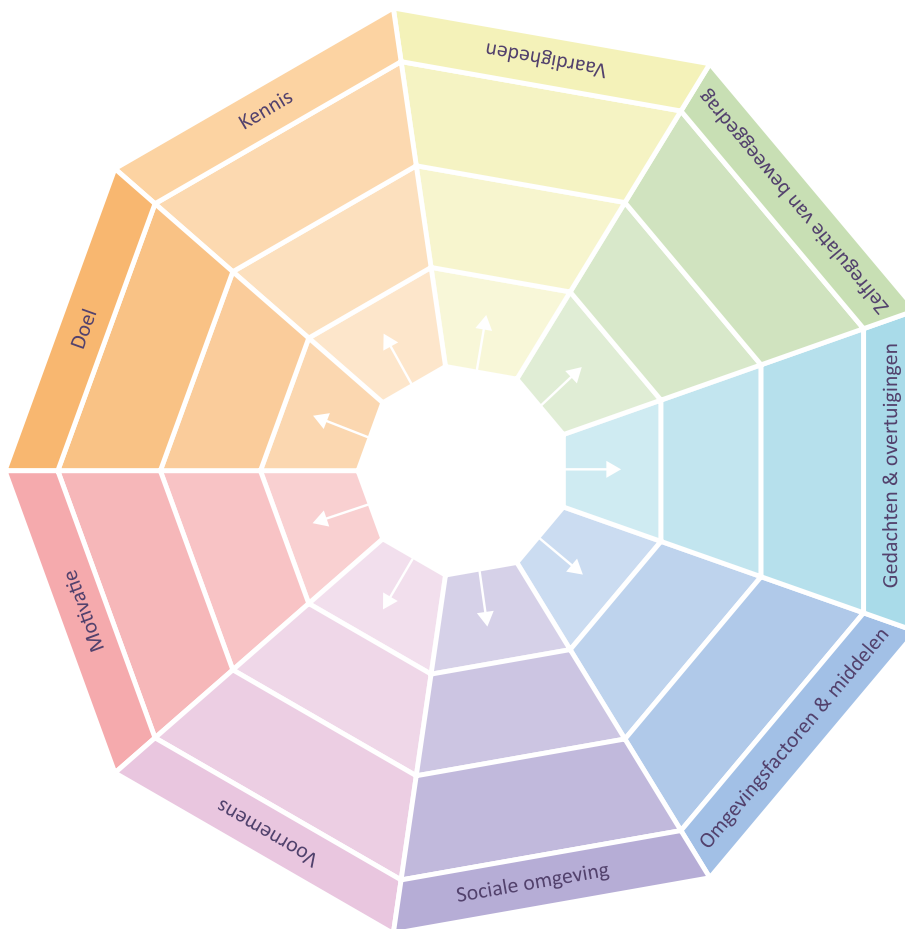 Kennis
Vaardigheden
Zelfregulatie van beweeggedrag
Gedachten & overtuigingen
Omgevingsfactoren & middelen
Sociale omgeving
Voornemens
Motivatie
Doel